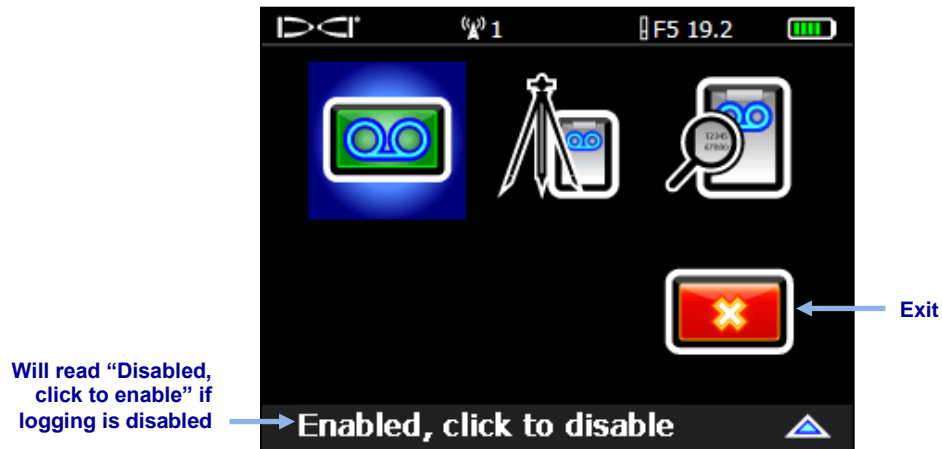 DCI 1 F5 19.2
12345
67890
Exit
Will read “Disabled,
click to enable” if
logging is disabled
Enabled, click to disable